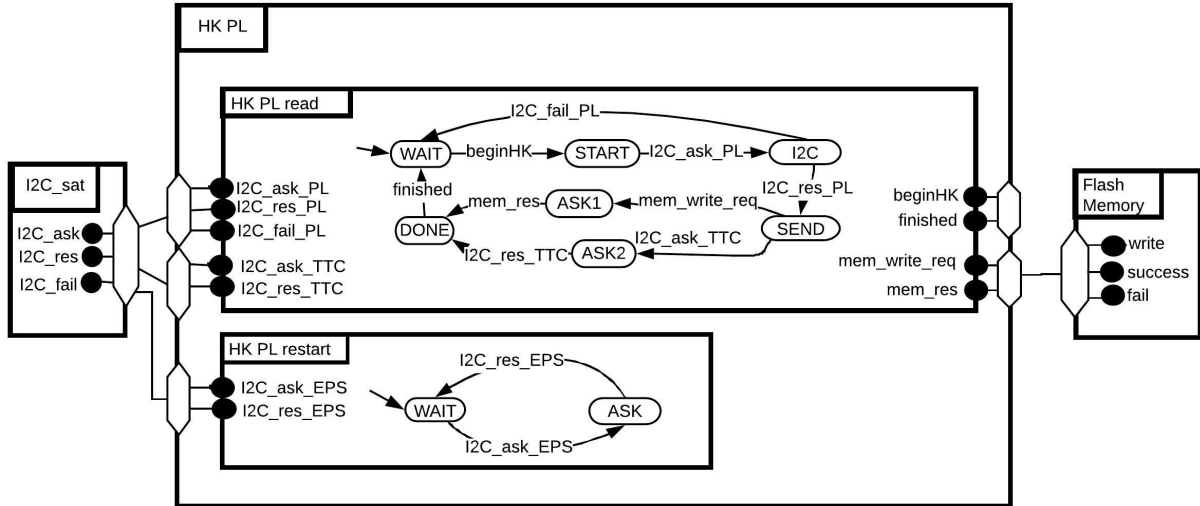 HK PL
HK PL read
I2C_fail_PL
WAIT
beginHK
START
I2C_ask_PL
I2C
I2C_res_PL
finished
mem_res
ASK1
mem_write_req
DONE
SEND
I2C_res_TTC
ASK2
I2C_ask_TTC
I2C_ask_PL
I2C_res_PL
I2C_fail_PL
I2C_ask_TTC
I2C_res_TTC
beginHK
finished
mem_write_req
mem_res
I2C_sat
I2C_ask
I2C_res
I2C_fail
Flash
Memory
write
success
fail
HK PL restart
I2C_ask_EPS
I2C_res_EPS
I2C_res_EPS
WAIT
ASK
I2C_ask_EPS